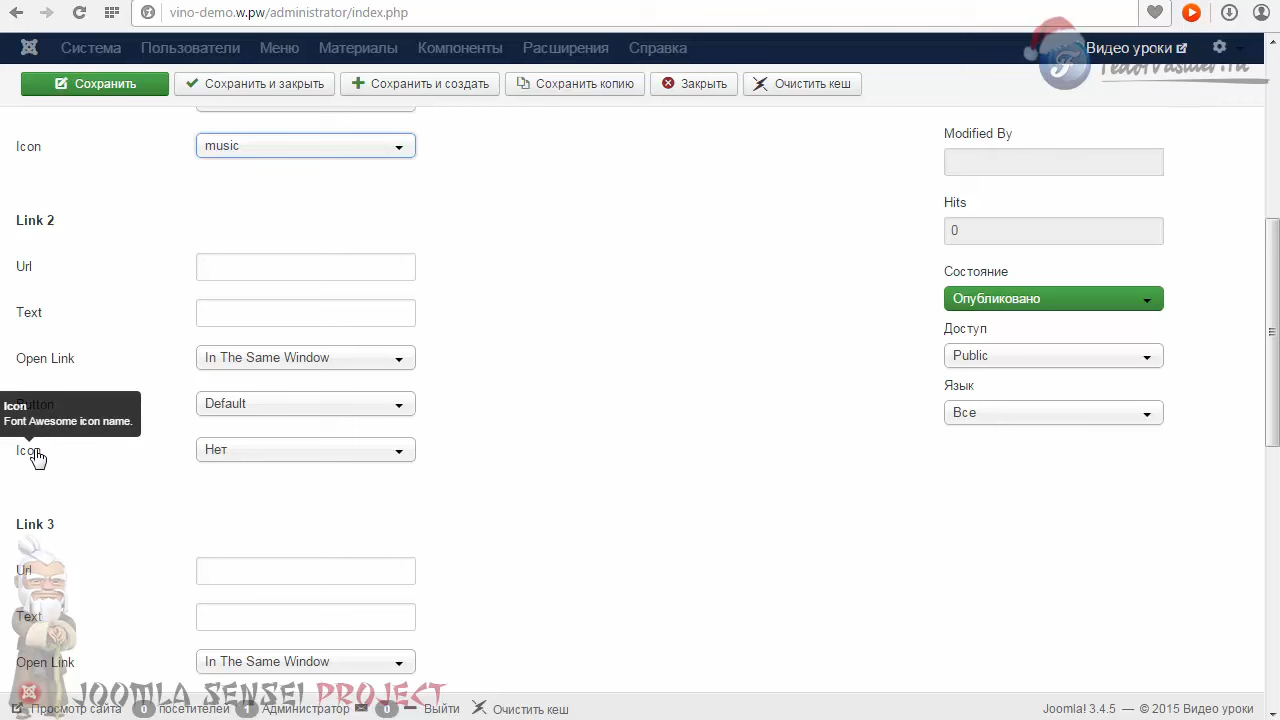 vino-demo.w.pw/administrator/index.php
Система Пользователи Меню Материалы Компоненты Расширения Справка Видео уроки
Сохранить Сохранить и закрыть Сохранить и создать Сохранить копию Закрыть Очистить кеш
Icon music
Link 2
Url
Text
Open Link In The Same Window
Button Default
Icon
Font Awesome icon name.
Icon Нет
Link 3
Url
Text
Open Link In The Same Window
Modified By
Hits
0
Состояние
Опубликовано
Доступ
Public
Язык
Все
JOOMLA SENSEI PROJECT
Просмотр сайта 0 посетителей 1 Администратор 0 Выйти Очистить кеш
Joomla! 3.4.5 — © 2015 Видео уроки